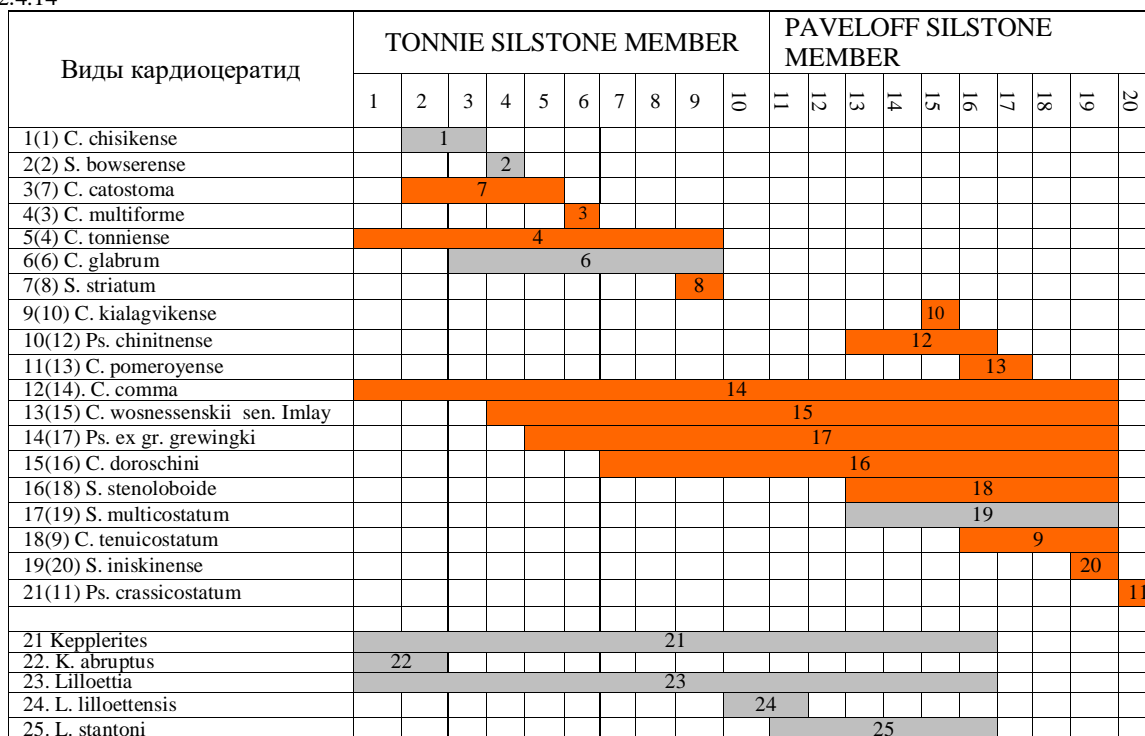 2.4.14
Виды кардиоцератид
TONNIE SILSTONE MEMBER
PAVELOFF SILSTONE
MEMBER
1 2 3 4 5 6 7 8 9 10 11 12 13 14 15 16 17 18 19 20
1(1) C. chisikense 1
2(2) S. bowserense 2
3(7) C. catostoma 7
4(3) C. multiforme 3
5(4) C. tonniense 4
6(6) C. glabrum 6
7(8) S. striatum 8
9(10) C. kialagvikense 10
10(12) Ps. chinitnense 12
11(13) C. pomeroyense 13
12(14). C. comma 14
13(15) C. wosnessenskii sen. Imlay 15
14(17) Ps. ex gr. grewingki 17
15(16) C. doroschini 16
16(18) S. stenoloboide 18
17(19) S. multicostatum 19
18(9) C. tenuicostatum 9
19(20) S. iniskinense 20
21(11) Ps. crassicostatum 11
21 Kepplerites 21
22. K. abruptus 22
23. Lilloettia 23
24. L. lilloettensis 24
25. L. stantoni 25